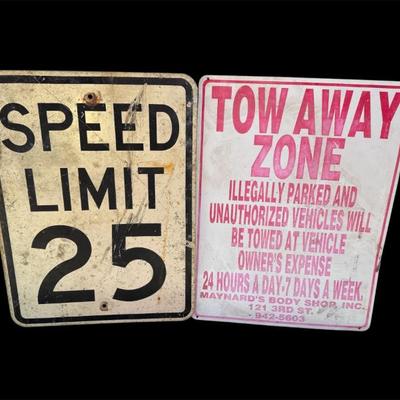 SPEED
LIMIT
25
TOW AWAY
ZONE
ILLEGALLY PARKED AND
UNAUTHORIZED VEHICLES WILL
BE TOWED AT VEHICLE
OWNER'S EXPENSE
24 HOURS A DAY-7 DAYS A WEEK.
MAYNARD'S BODY SHOP, INC.
121 3RD ST.
942-5603